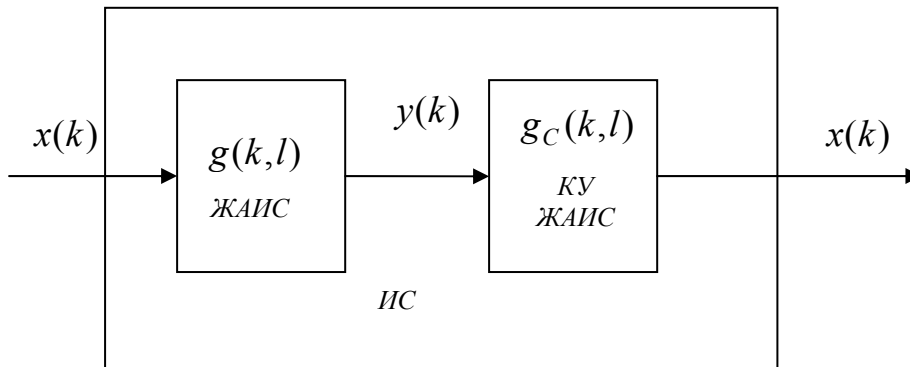 x(k)
g(k,l)
ЖАИС
y(k)
g_C(k,l)
КУ
ЖАИС
x(k)
ИС